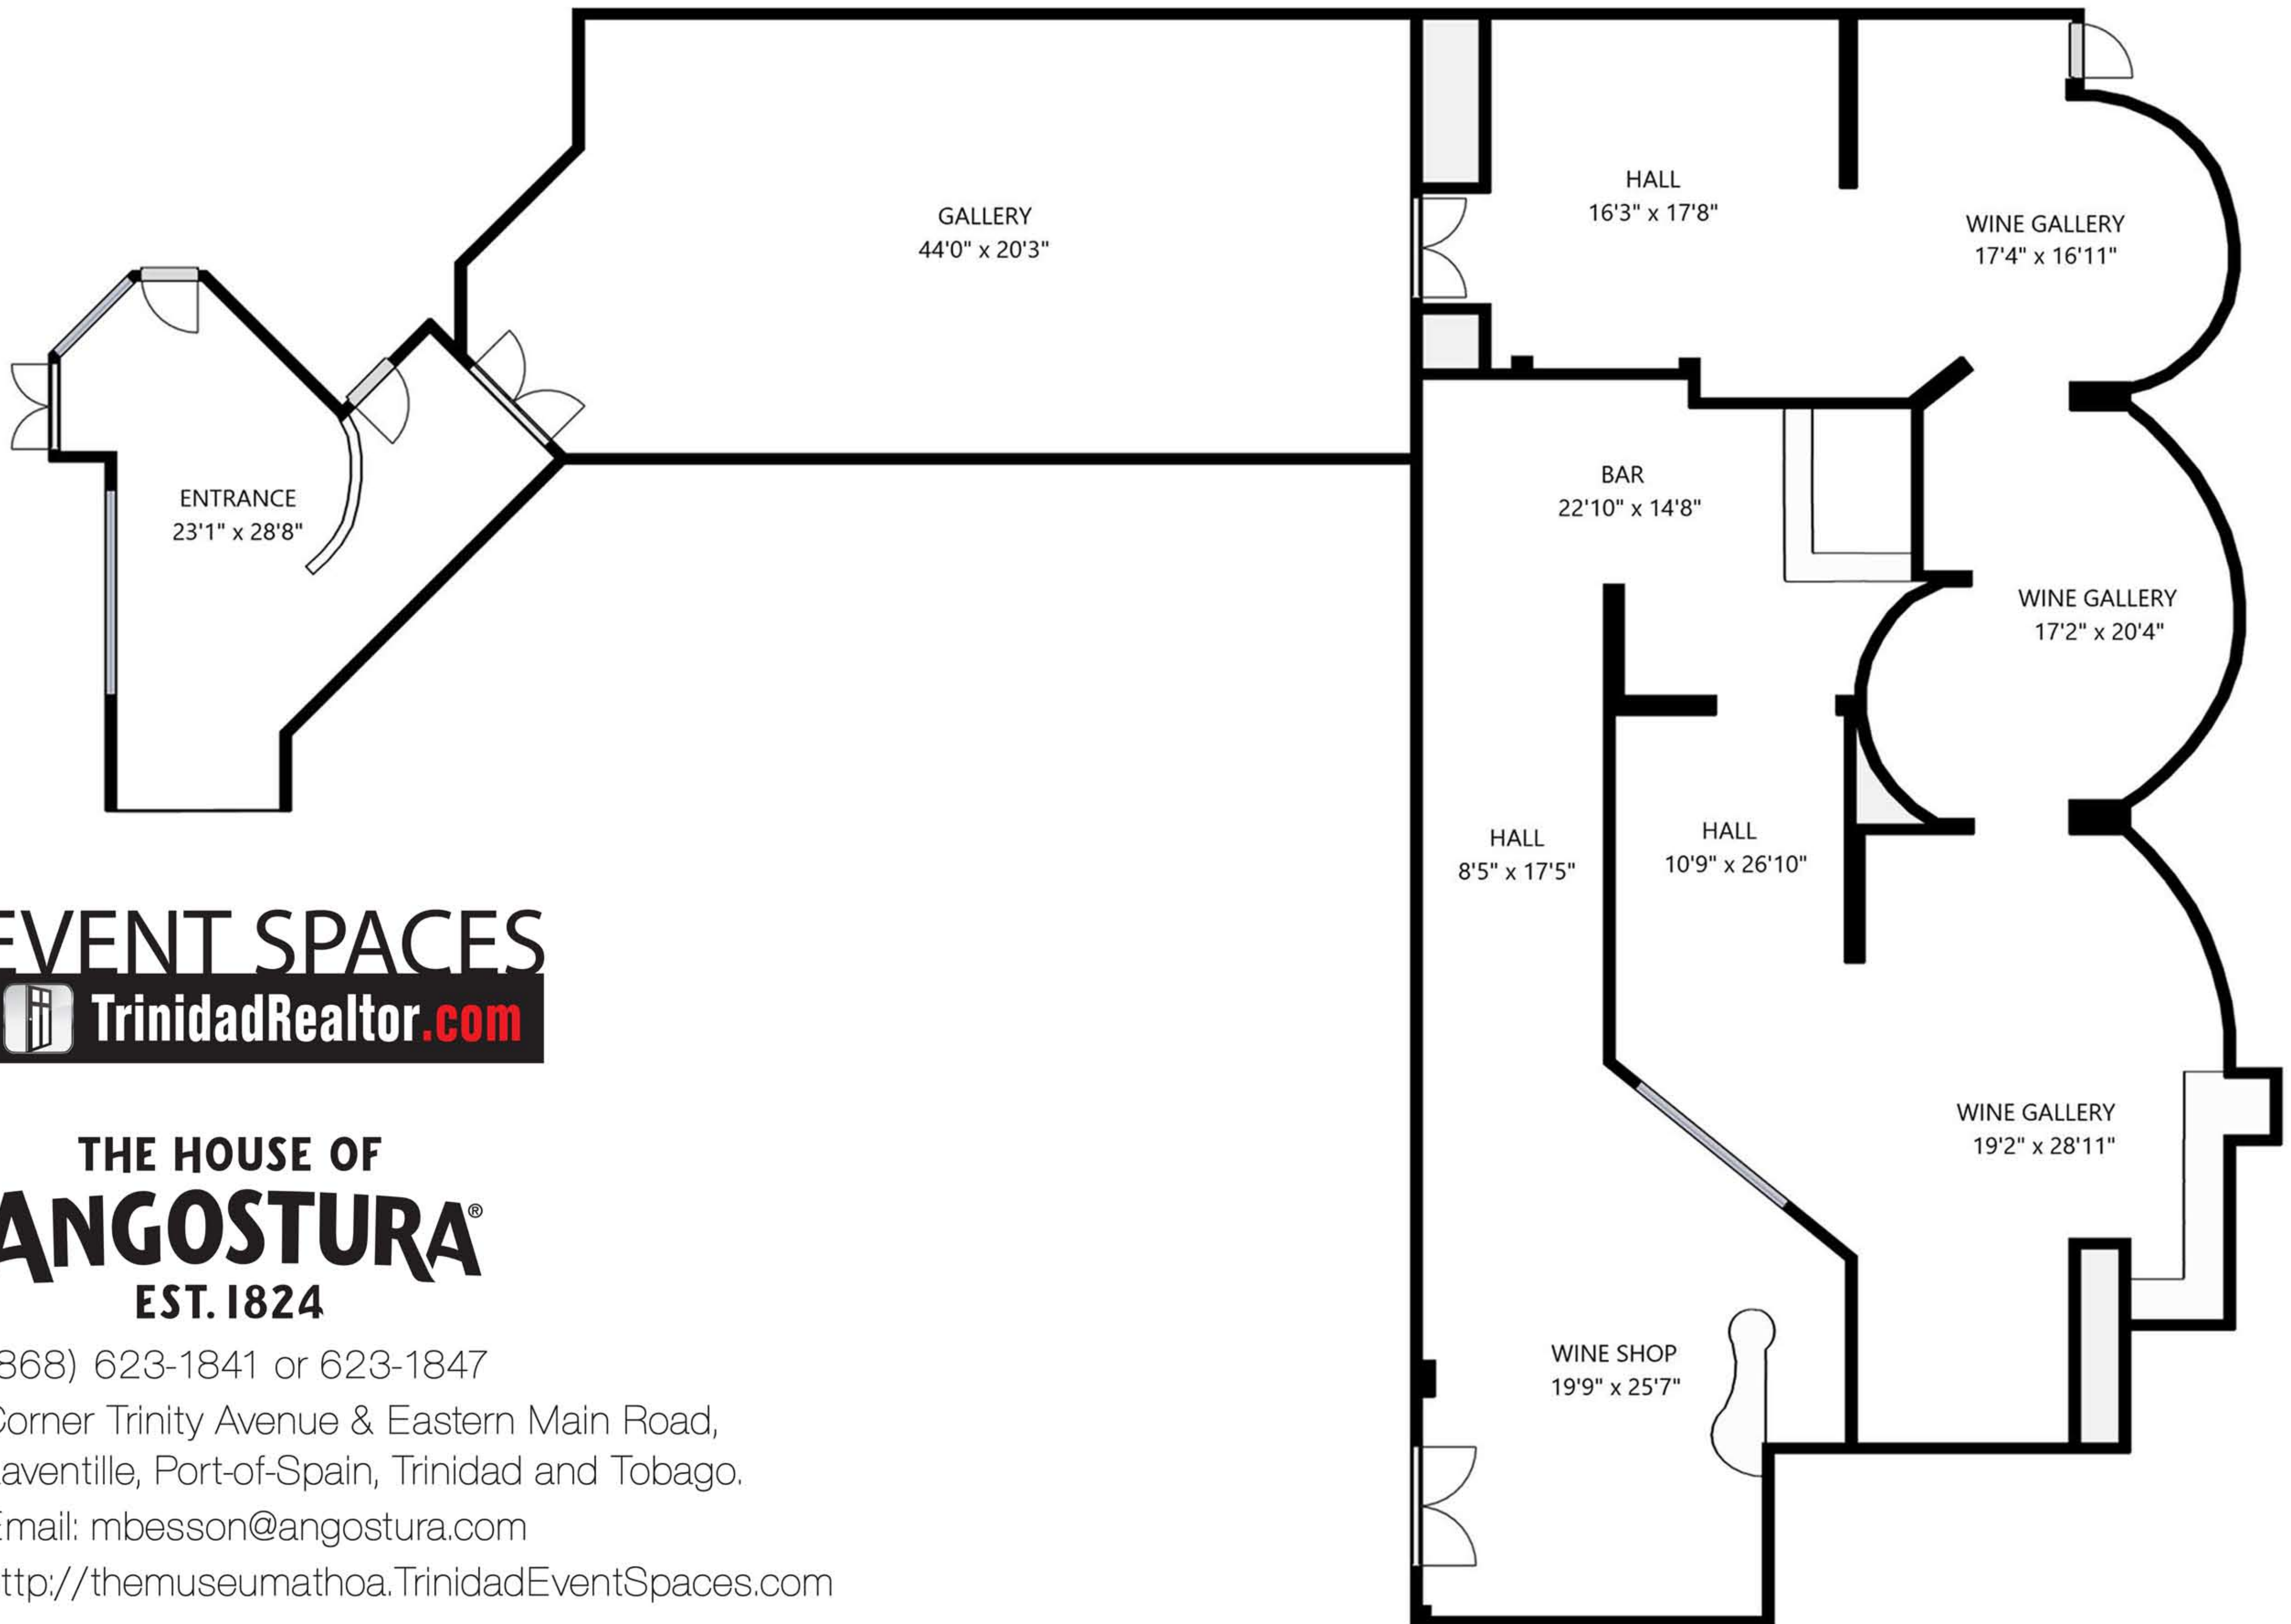 GALLERY
44'0" x 20'3"
HALL
16'3" x 17'8"
WINE GALLERY
17'4" x 16'11"
ENTRANCE
23'1" x 28'8"
BAR
22'10" x 14'8"
WINE GALLERY
17'2" x 20'4"
HALL
8'5" x 17'5"
HALL
10'9" x 26'10"
WINE GALLERY
19'2" x 28'11"
WINE SHOP
19'9" x 25'7"
EVENT SPACES
TrinidadRealtor.com
THE HOUSE OF
ANGOSTURA®
EST. 1824
868) 623-1841 or 623-1847
Corner Trinity Avenue & Eastern Main Road,
aventille, Port-of-Spain, Trinidad and Tobago.
Email: mbesson@angostura.com
ttp://themuseumathoa.TrinidadEventSpaces.com